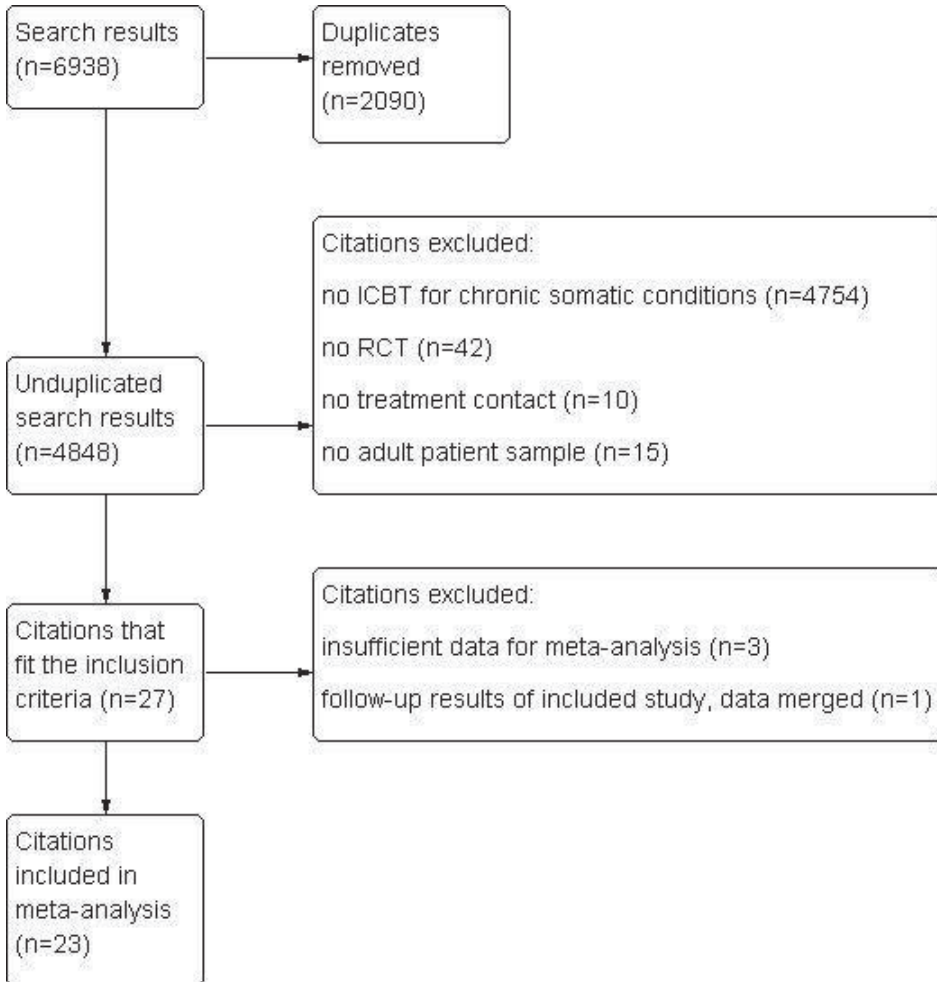 Search results
(n=6938)
Duplicates
removed
(n=2090)
Citations excluded:
no ICBT for chronic somatic conditions (n=4754)
no RCT (n=42)
no treatment contact (n=10)
no adult patient sample (n=15)
Unduplicated
search results
(n=4848)
Citations excluded:
insufficient data for meta-analysis (n=3)
follow-up results of included study, data merged (n=1)
Citations that
fit the inclusion
criteria (n=27)
Citations
included in
meta-analysis
(n=23)